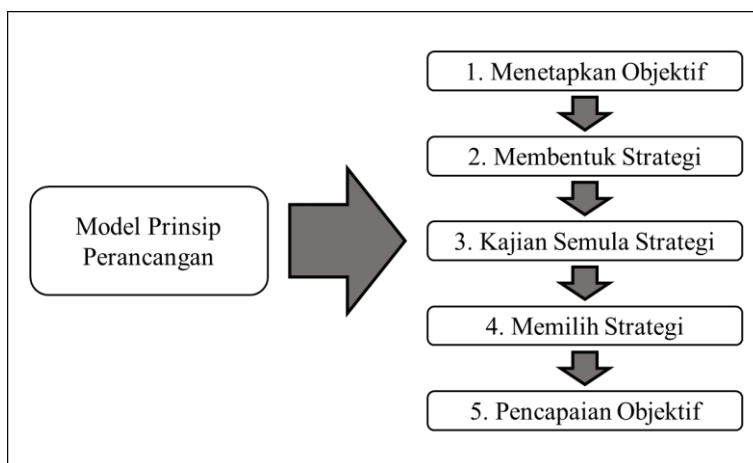 Model Prinsip
Perancangan
1. Menetapkan Objektif
2. Membentuk Strategi
3. Kajian Semula Strategi
4. Memilih Strategi
5. Pencapaian Objektif